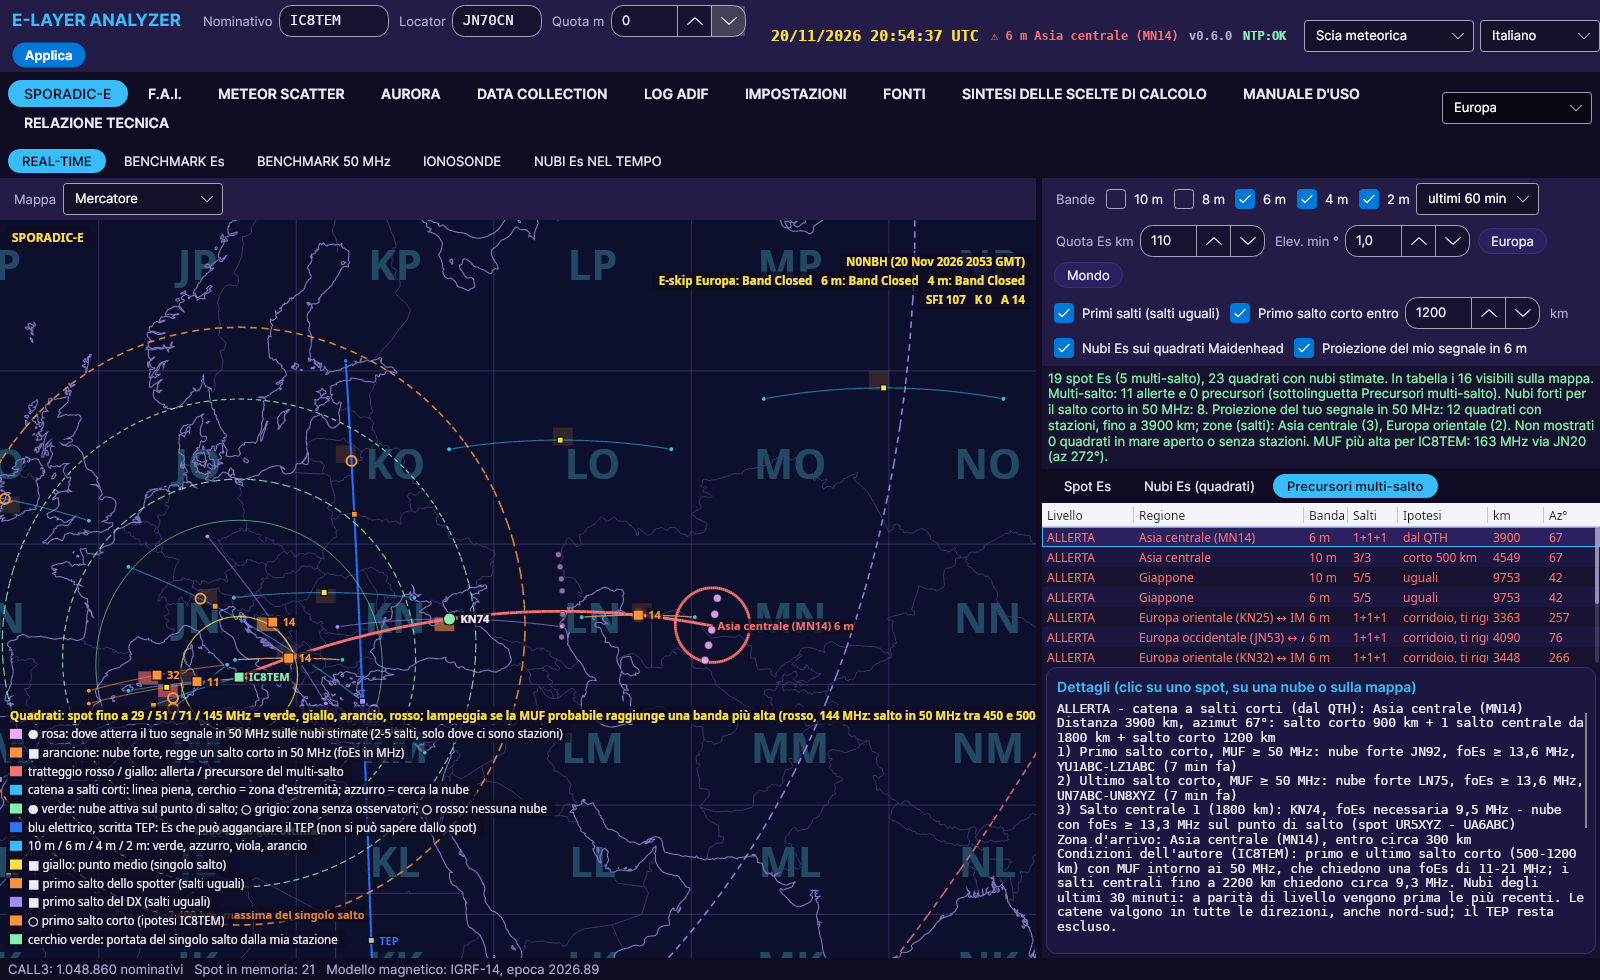 E-LAYER ANALYZER
Nominativo IC8TEM Locator JN70CN Quota m 0
20/11/2026 20:54:37 UTC ⚠ 6 m Asia centrale (MN14) v0.6.0 NTP:OK
Scia meteorica Italiano
Applica
SPORADIC-E F.A.I. METEOR SCATTER AURORA DATA COLLECTION LOG ADIF IMPOSTAZIONI FONTI SINTESI DELLE SCELTE DI CALCOLO MANUALE D'USO
RELAZIONE TECNICA
Europa
REAL-TIME BENCHMARK Es BENCHMARK 50 MHz IONOSONDE NUBI Es NEL TEMPO
Mappa Mercatore
SPORADIC-E
JP KP LP MP NP
N0NBH (20 Nov 2026 2053 GMT)
E-skip Europa: Band Closed 6 m: Band Closed 4 m: Band Closed
SFI 107 K 0 A 14
JO KO LO MO NO
JN KN LN MN NN
14
KN74
14
Asia centrale (MN14) 6 m
14
32
11
IC8TEM
Quadrati: spot fino a 29 / 51 / 71 / 145 MHz = verde, giallo, arancio, rosso; lampeggia se la MUF probabile raggiunge una banda più alta (rosso, 144 MHz: salto in 50 MHz tra 450 e 500
rosa: dove atterra il tuo segnale in 50 MHz sulle nubi stimate (2-5 salti, solo dove ci sono stazioni)
arancione: nube forte, regge un salto corto in 50 MHz (foEs in MHz)
tratteggio rosso / giallo: allerta / precursore del multi-salto
catena a salti corti: linea piena, cerchio = zona d'estremità; azzurro = cerca la nube
verde: nube attiva sul punto di salto; ○ grigio: zona senza osservatori; ○ rosso: nessuna nube
blu elettrico, scritta TEP: Es che può agganciare il TEP (non si può sapere dallo spot)
10 m / 6 m / 4 m / 2 m: verde, azzurro, viola, arancio
giallo: punto medio (singolo salto)
primo salto dello spotter (salti uguali)
primo salto del DX (salti uguali)
○ primo salto corto (ipotesi IC8TEM)
massima del singolo salto
cerchio verde: portata del singolo salto dalla mia stazione
LM MM NM
KL LL ML NL
TEP
KK LK MK NK
Bande 10 m 8 m 6 m 4 m 2 m ultimi 60 min
Quota Es km 110 Elev. min ° 1,0 Europa
Mondo
Primi salti (salti uguali) Primo salto corto entro 1200 km
Nubi Es sui quadrati Maidenhead Proiezione del mio segnale in 6 m
19 spot Es (5 multi-salto), 23 quadrati con nubi stimate. In tabella i 16 visibili sulla mappa.
Multi-salto: 11 allerte e 0 precursori (sottolinguetta Precursori multi-salto). Nubi forti per
il salto corto in 50 MHz: 8. Proiezione del tuo segnale in 50 MHz: 12 quadrati con
stazioni, fino a 3900 km; zone (salti): Asia centrale (3), Europa orientale (2). Non mostrati
0 quadrati in mare aperto o senza stazioni. MUF più alta per IC8TEM: 163 MHz via JN20
(az 272°).
Spot Es Nubi Es (quadrati) Precursori multi-salto
Livello Regione Banda Salti Ipotesi km Az°
ALLERTA Asia centrale (MN14) 6 m 1+1+1 dal QTH 3900 67
ALLERTA Asia centrale 10 m 3/3 corto 500 km 4549 67
ALLERTA Giappone 10 m 5/5 uguali 9753 42
ALLERTA Giappone 6 m 5/5 uguali 9753 42
ALLERTA Europa orientale (KN25) ↔ IM 6 m 1+1+1 corridoio, ti rigu 3363 257
ALLERTA Europa occidentale (JN53) ↔ 6 m 1+1+1 corridoio, ti rigu 4090 76
ALLERTA Europa orientale (KN32) ↔ IM 6 m 1+1+1 corridoio, ti rigu 3448 266
Dettagli (clic su uno spot, su una nube o sulla mappa)
ALLERTA - catena a salti corti (dal QTH): Asia centrale (MN14)
Distanza 3900 km, azimut 67°: salto corto 900 km + 1 salto centrale da
1800 km + salto corto 1200 km
1) Primo salto corto, MUF ≥ 50 MHz: nube forte JN92, foEs ≥ 13,6 MHz,
YU1ABC-LZ1ABC (7 min fa)
2) Ultimo salto corto, MUF ≥ 50 MHz: nube forte LN75, foEs ≥ 13,6 MHz,
UN7ABC-UN8XYZ (7 min fa)
3) Salto centrale 1 (1800 km): KN74, foEs necessaria 9,5 MHz - nube
con foEs ≥ 13,3 MHz sul punto di salto (spot UR5XYZ - UA6ABC)
Zona d'arrivo: Asia centrale (MN14), entro circa 300 km
Condizioni dell'autore (IC8TEM): primo e ultimo salto corto (500-1200
km) con MUF intorno ai 50 MHz, che chiedono una foEs di 11-21 MHz; i
salti centrali fino a 2200 km chiedono circa 9,3 MHz. Nubi degli
ultimi 30 minuti: a parità di livello vengono prima le più recenti. Le
catene valgono in tutte le direzioni, anche nord-sud; il TEP resta
escluso.
CALL3: 1.048.860 nominativi Spot in memoria: 21 Modello magnetico: IGRF-14, epoca 2026.89